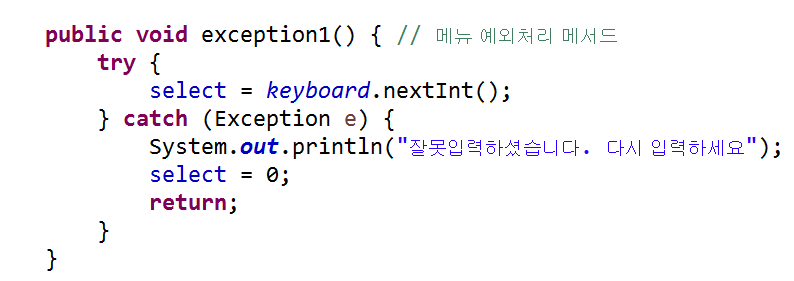 public void exception1() { // 메뉴 예외처리 메서드
try {
select = keyboard.nextInt();
} catch (Exception e) {
System.out.println("잘못입력하셨습니다. 다시 입력하세요");
select = 0;
return;
}
}